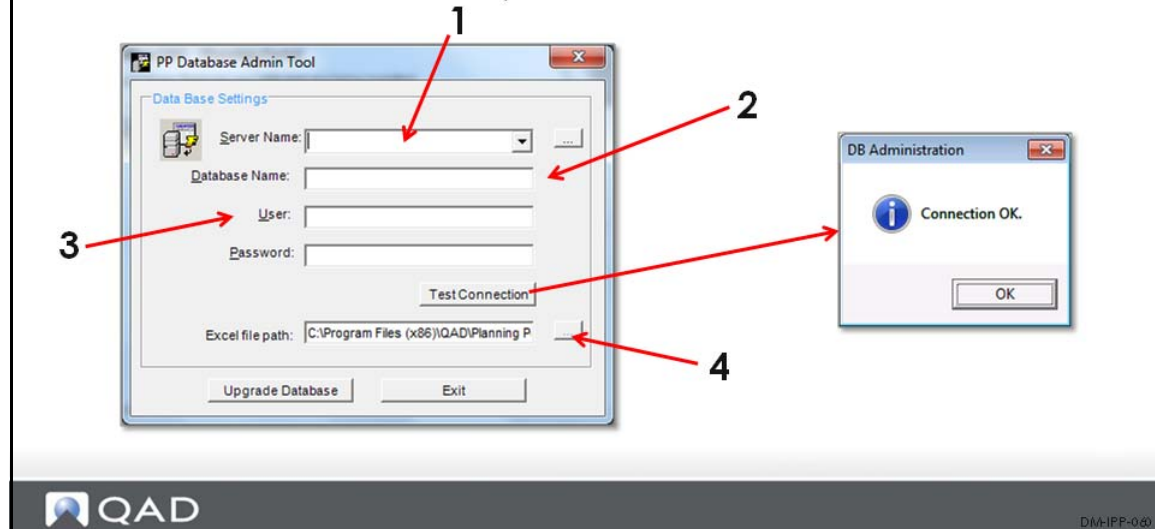 1
PP Database Admin Tool
Data Base Settings
Server Name:
...
2
Database Name:
User:
3
Password:
Test Connection
Excel file path: C:\Program Files (x86)\QAD\Planning P
...
4
Upgrade Database Exit
DB Administration
Connection OK.
OK
QAD
DM-IPP-060